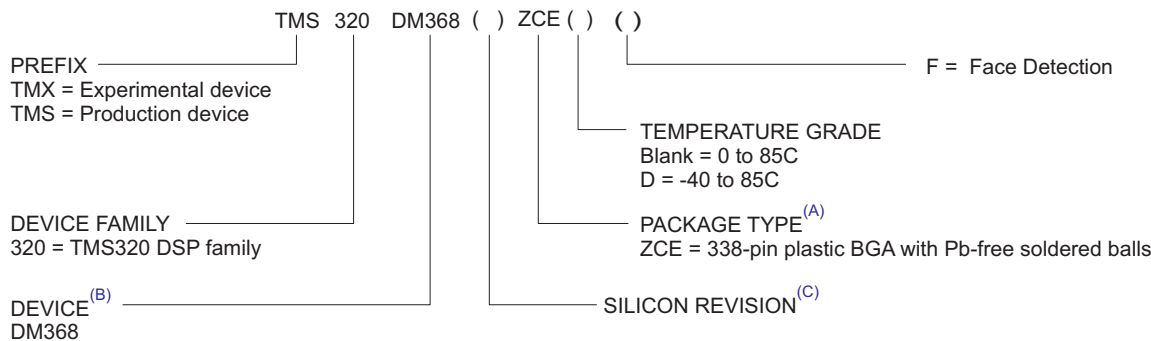 TMS 320 DM368 ( ) ZCE ( ) ( )
PREFIX
TMX = Experimental device
TMS = Production device
F = Face Detection
TEMPERATURE GRADE
Blank = 0 to 85C
D = -40 to 85C
DEVICE FAMILY
320 = TMS320 DSP family
PACKAGE TYPE(A)
ZCE = 338-pin plastic BGA with Pb-free soldered balls
DEVICE(B)
DM368
SILICON REVISION(C)